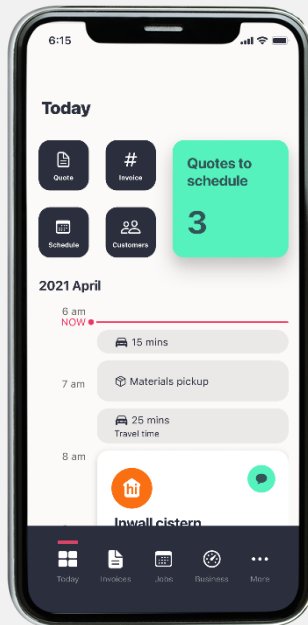 6:15
Today
Quote
Invoice
Schedule
Customers
Quotes to
schedule
3
2021 April
6 am
NOW
15 mins
7 am
Materials pickup
25 mins
Travel time
8 am
hi
Inwall cistern
Today
Invoices
Jobs
Business
More